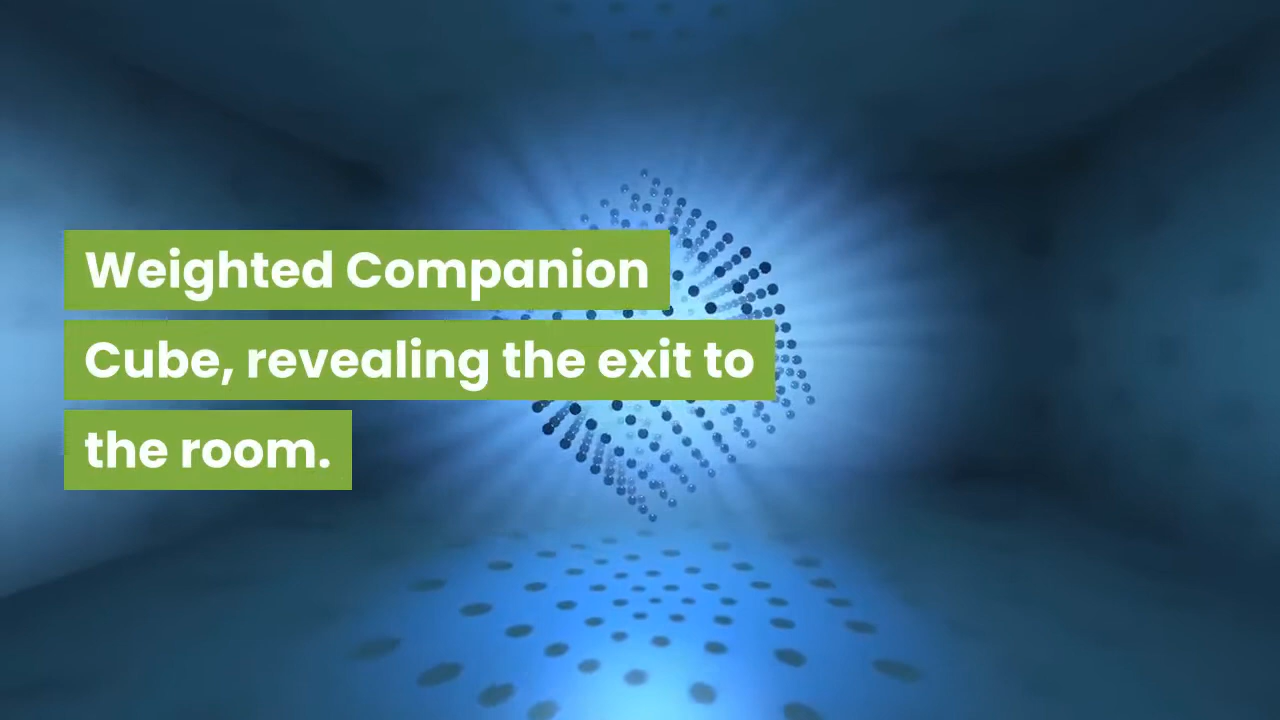 Weighted Companion
Cube, revealing the exit to
the room.